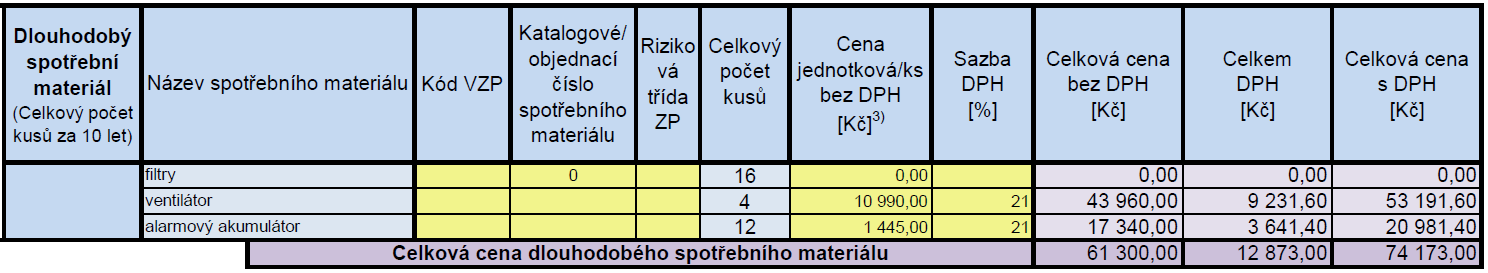 Dlouhodobý spotřební materiál (Celkový počet kusů za 10 let) Název spotřebního materiálu Kód VZP Katalogové/ objednací číslo spotřebního materiálu Riziko vá třída ZP Celkový počet kusů Cena jednotková/ks bez DPH [Kč]3) Sazba DPH [%] Celková cena bez DPH [Kč] Celkem DPH [Kč] Celková cena s DPH [Kč]
filtry 0 16 0,00 0,00 0,00 0,00
ventilátor 4 10 990,00 21 43 960,00 9 231,60 53 191,60
alarmový akumulátor 12 1 445,00 21 17 340,00 3 641,40 20 981,40
Celková cena dlouhodobého spotřebního materiálu 61 300,00 12 873,00 74 173,00